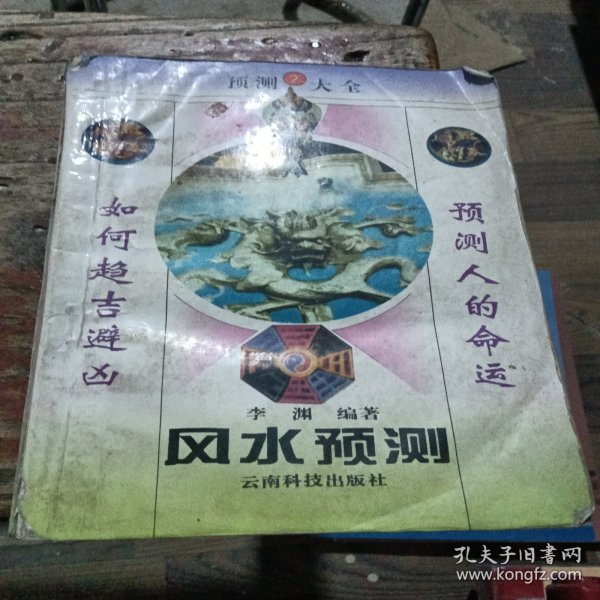 预测之大全
如何趋吉避凶
预测人的命运
李渊 编著
风水预测
云南科技出版社
孔夫子旧书网
www.kongfz.com